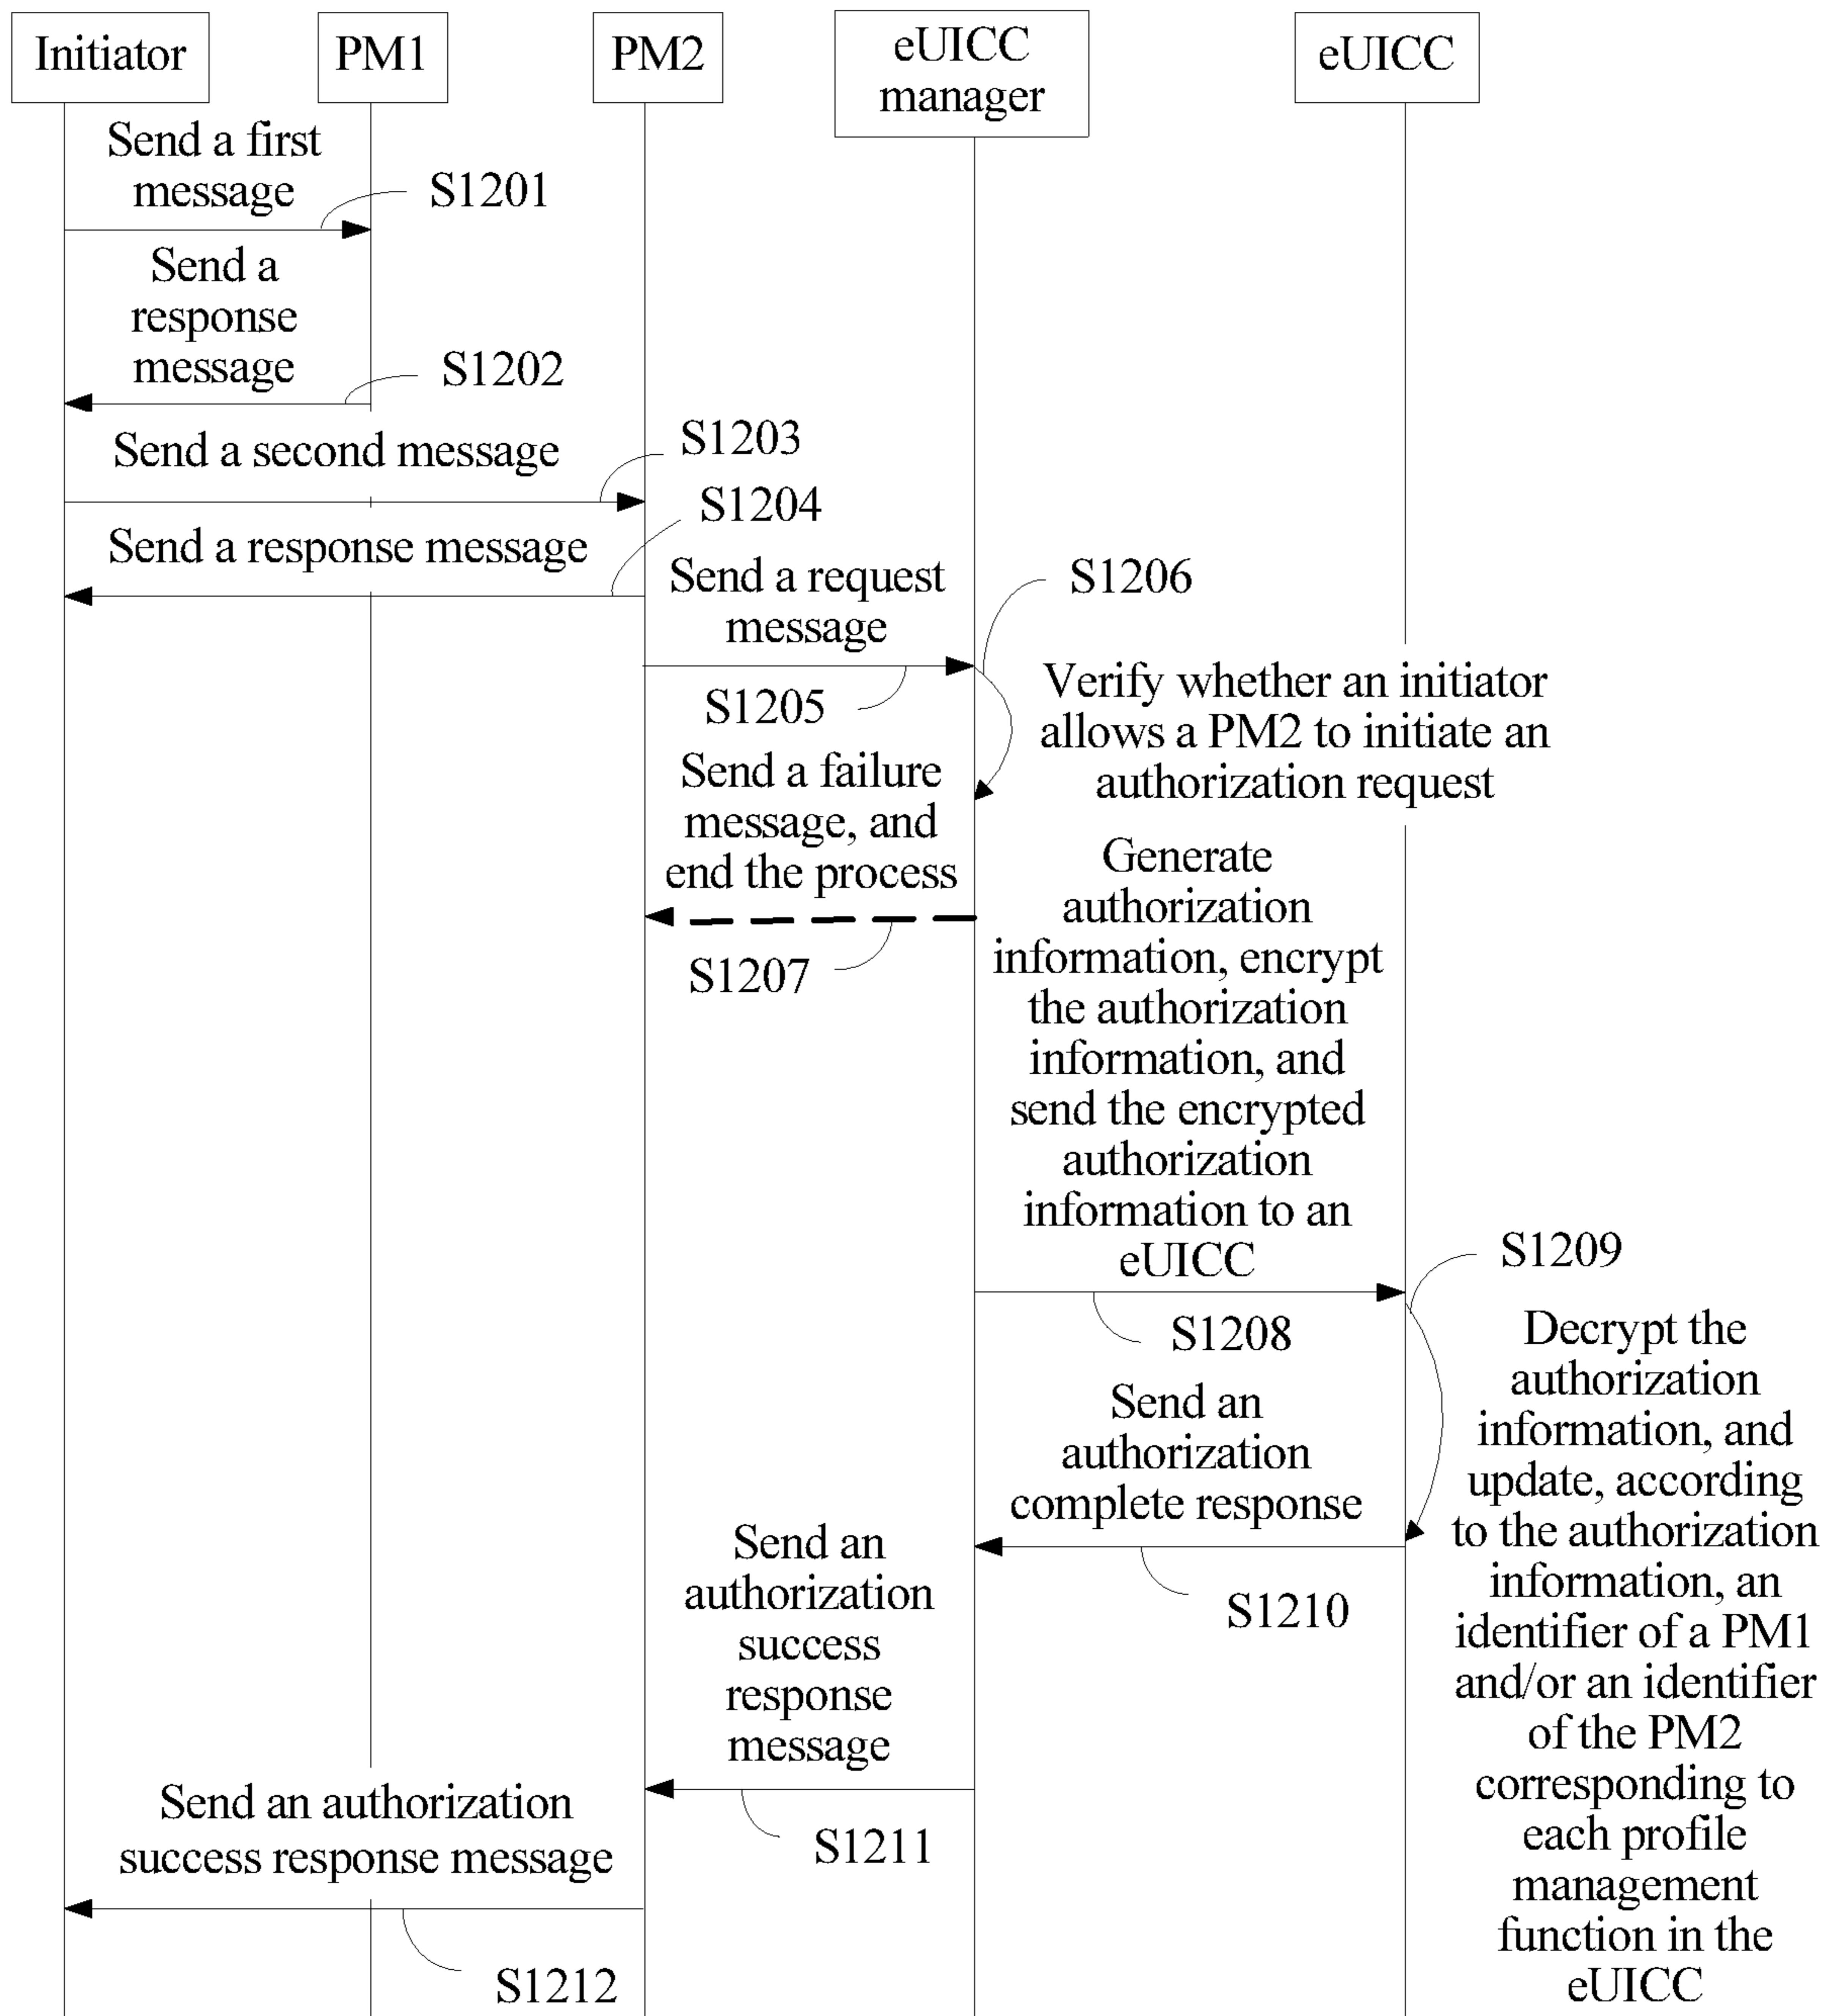 Initiator
PM1
PM2
eUICC
manager
eUICC
Send a first
message
S1201
Send a
response
message
S1202
Send a second message
S1203
Send a response message
S1204
Send a request
message
S1205
S1206
Verify whether an initiator
allows a PM2 to initiate an
authorization request
Send a failure
message, and
end the process
S1207
Generate
authorization
information, encrypt
the authorization
information, and
send the encrypted
authorization
information to an
eUICC
S1208
S1209
Decrypt the
authorization
information, and
update, according
to the authorization
information, an
identifier of a PM1
and/or an identifier
of the PM2
corresponding to
each profile
management
function in the
eUICC
Send an
authorization
complete response
S1210
Send an
authorization
success
response
message
S1211
Send an authorization
success response message
S1212